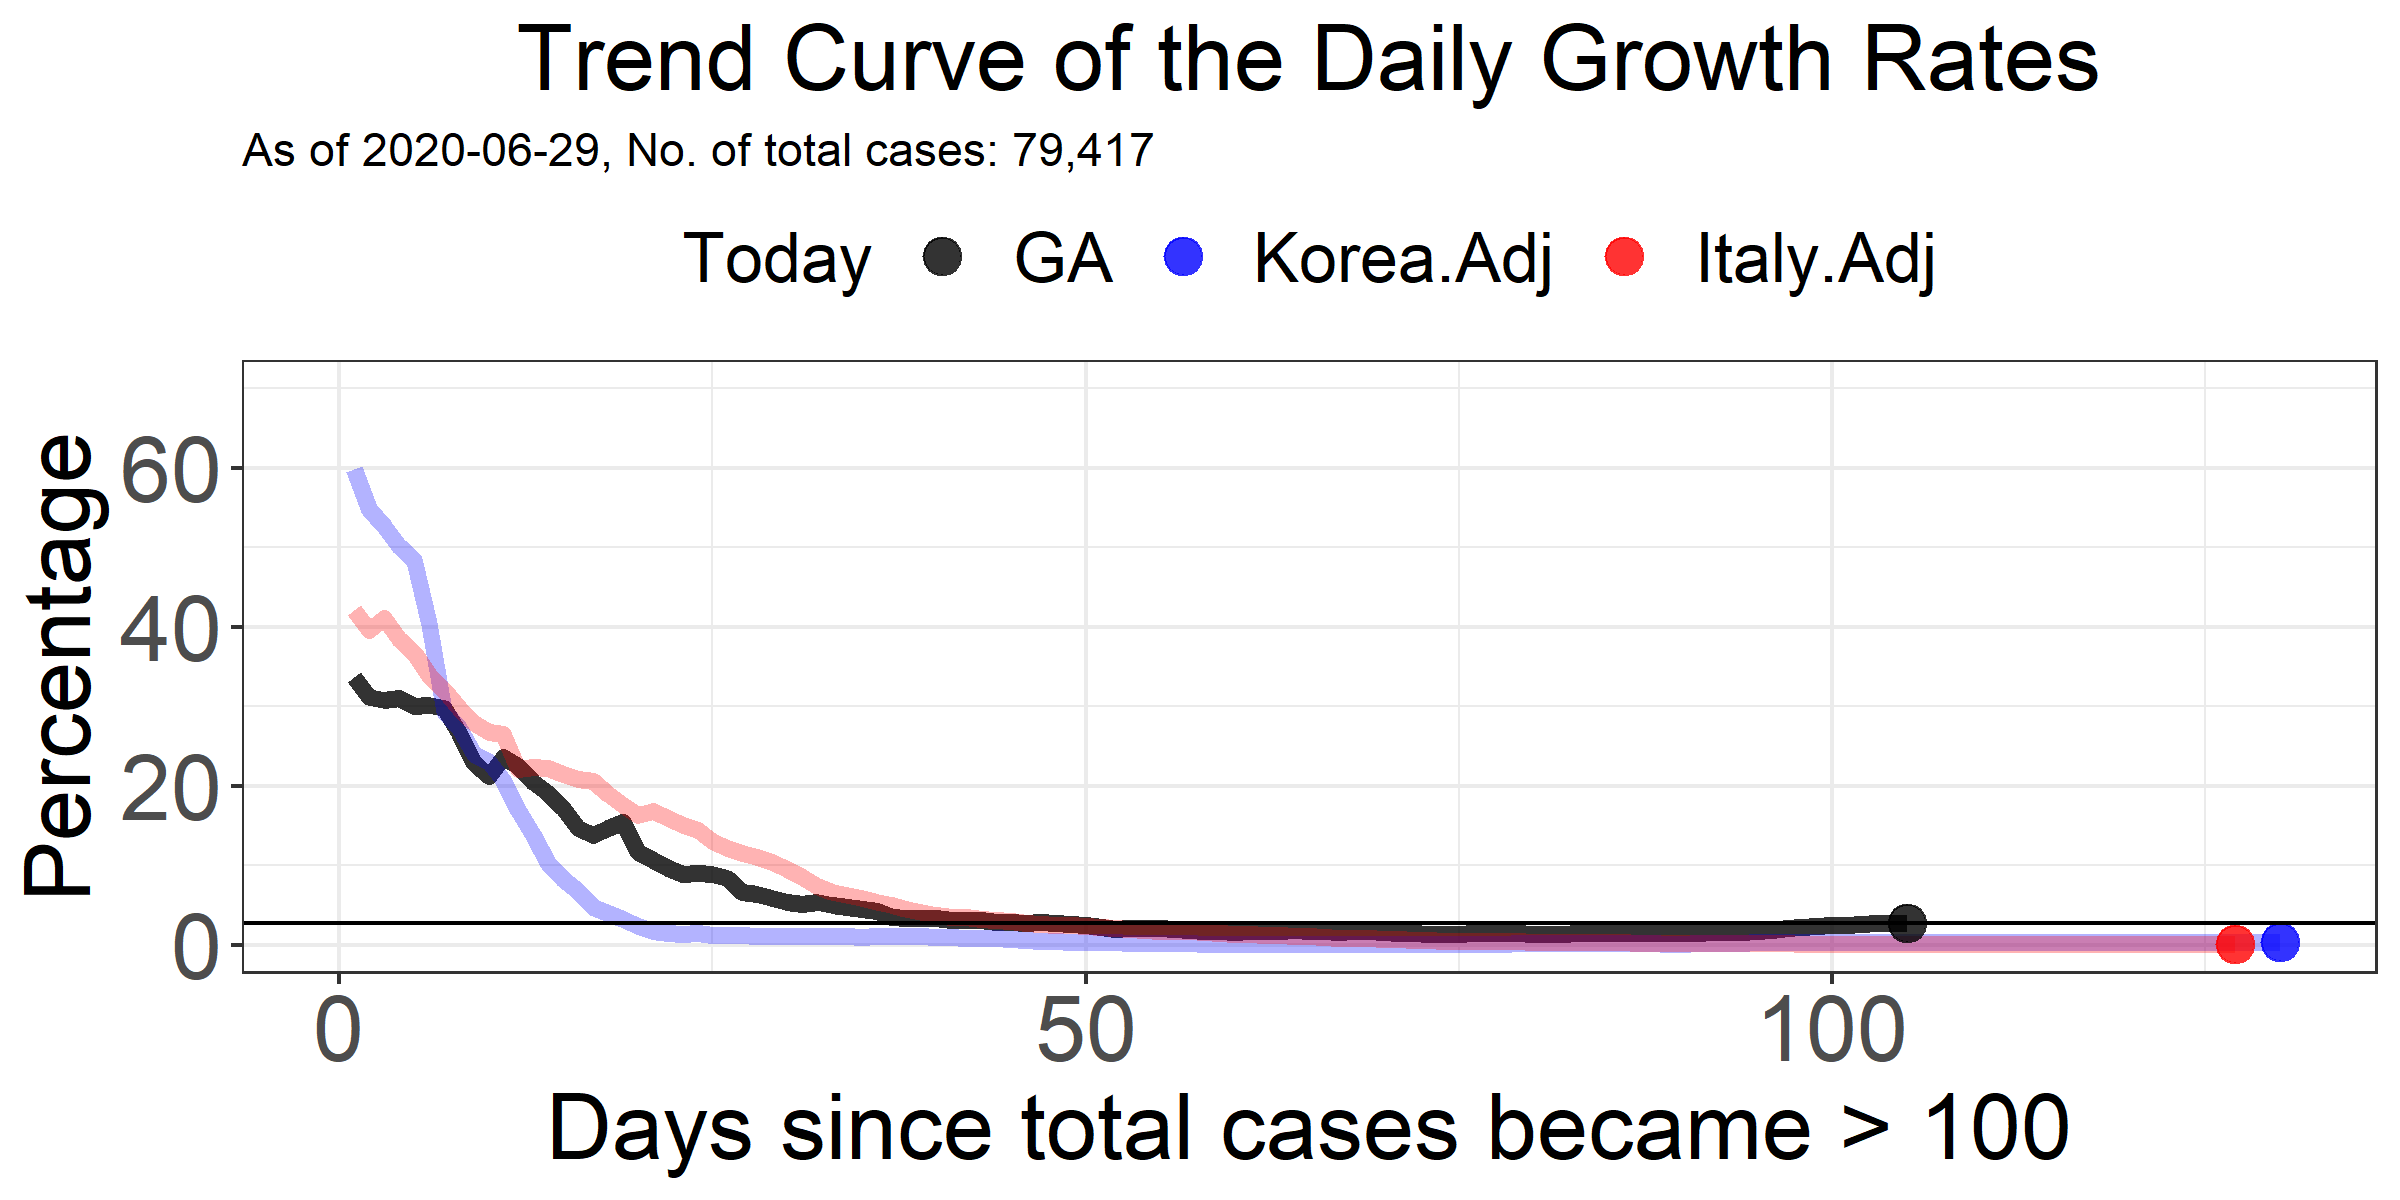 Trend Curve of the Daily Growth Rates
As of 2020-06-29, No. of total cases: 79,417
Today GA Korea.Adj Italy.Adj
Percentage
60
40
20
0
0 50 100
Days since total cases became > 100